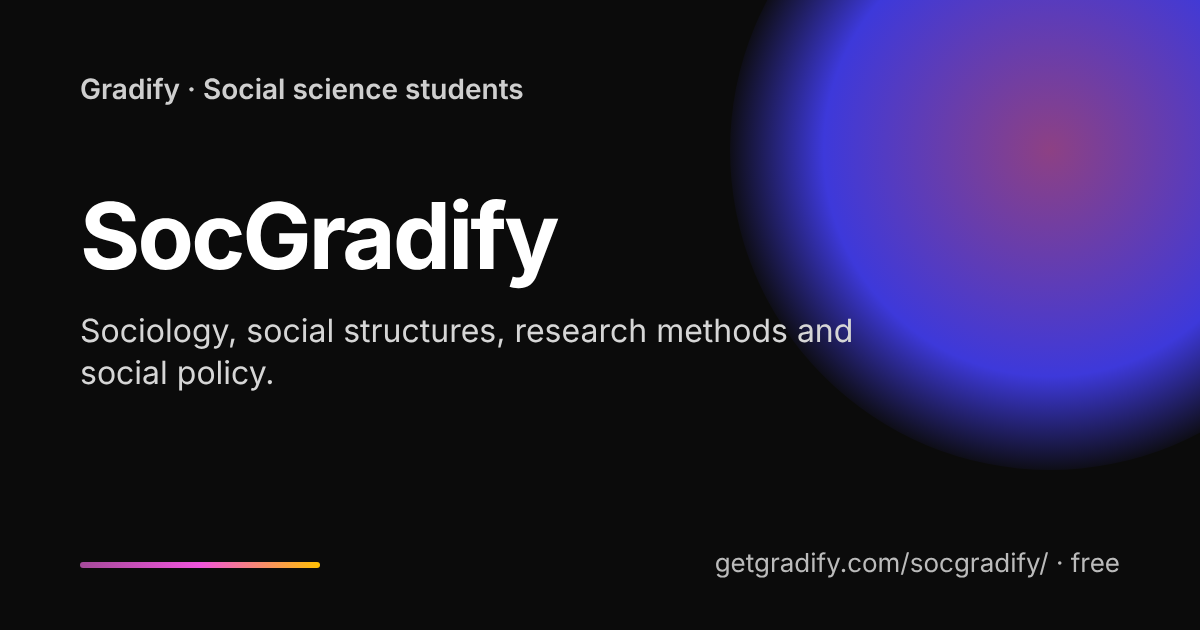 Gradify · Social science students
SocGradify
Sociology, social structures, research methods and
social policy.
getgradify.com/socgradify/ · free